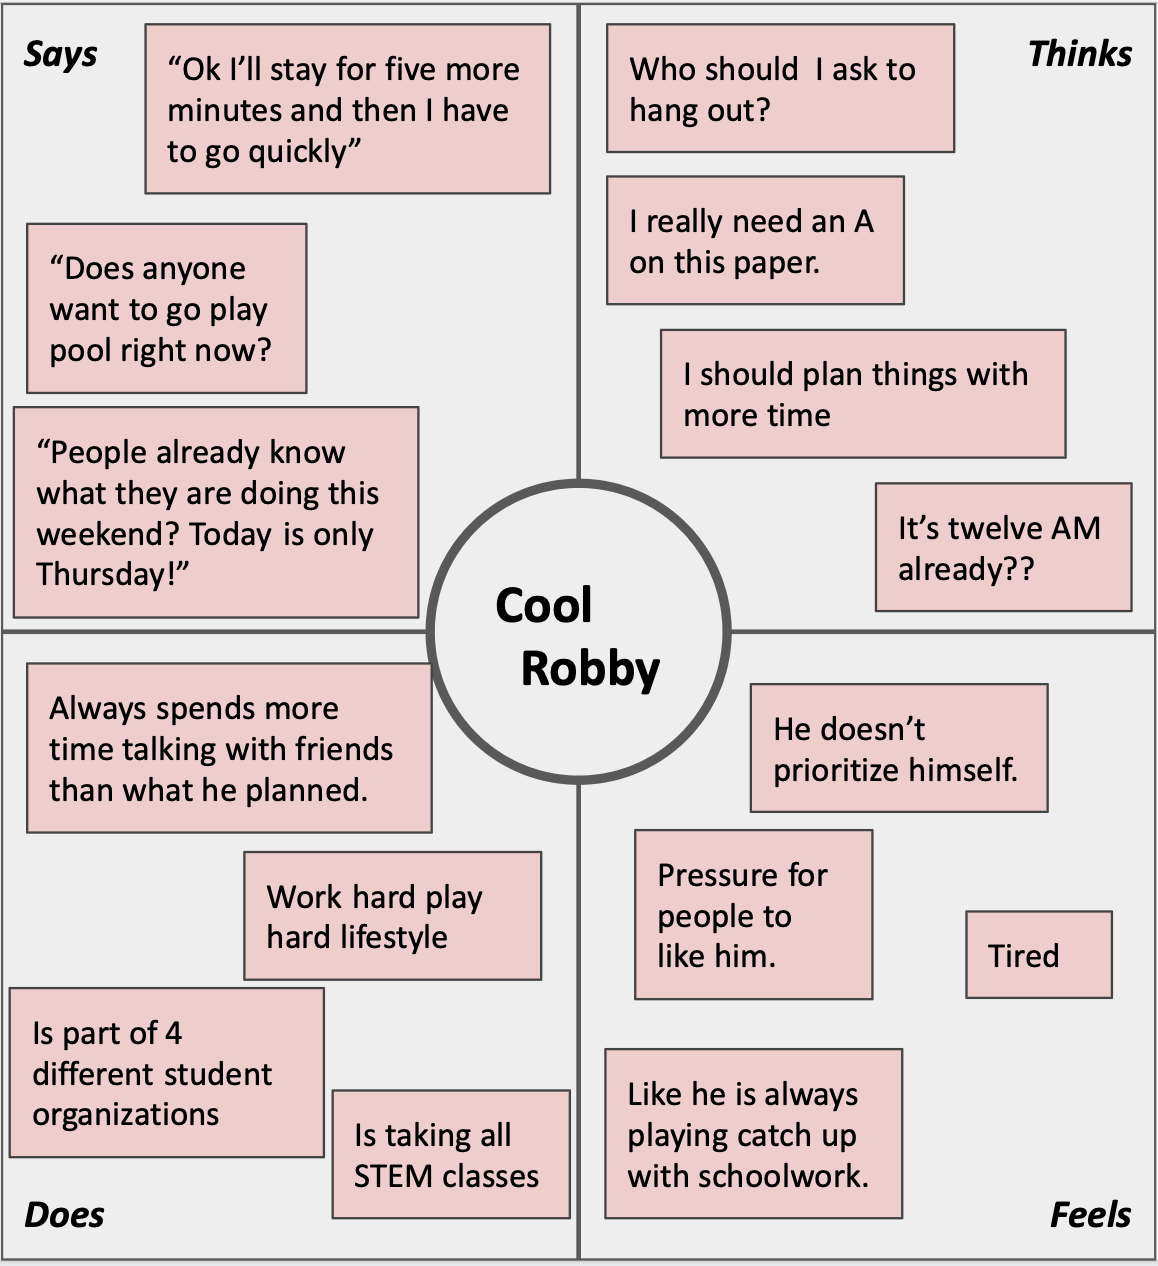 Says
“Ok I’ll stay for five more
minutes and then I have
to go quickly”
“Does anyone
want to go play
pool right now?
“People already know
what they are doing this
weekend? Today is only
Thursday!”
Thinks
Who should  I ask to
hang out?
I really need an A
on this paper.
I should plan things with
more time
It’s twelve AM
already??
Cool
Robby
Always spends more
time talking with friends
than what he planned.
Work hard play
hard lifestyle
Is part of 4
different student
organizations
Is taking all
STEM classes
Does
He doesn’t
prioritize himself.
Pressure for
people to
like him.
Tired
Like he is always
playing catch up
with schoolwork.
Feels